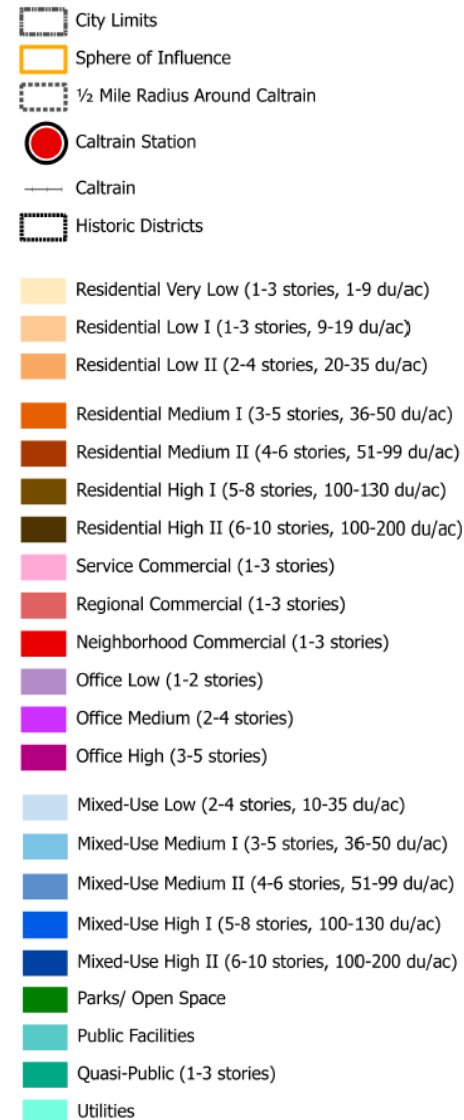 City Limits
Sphere of Influence
½ Mile Radius Around Caltrain
Caltrain Station
Caltrain
Historic Districts
Residential Very Low (1-3 stories, 1-9 du/ac)
Residential Low I (1-3 stories, 9-19 du/ac)
Residential Low II (2-4 stories, 20-35 du/ac)
Residential Medium I (3-5 stories, 36-50 du/ac)
Residential Medium II (4-6 stories, 51-99 du/ac)
Residential High I (5-8 stories, 100-130 du/ac)
Residential High II (6-10 stories, 100-200 du/ac)
Service Commercial (1-3 stories)
Regional Commercial (1-3 stories)
Neighborhood Commercial (1-3 stories)
Office Low (1-2 stories)
Office Medium (2-4 stories)
Office High (3-5 stories)
Mixed-Use Low (2-4 stories, 10-35 du/ac)
Mixed-Use Medium I (3-5 stories, 36-50 du/ac)
Mixed-Use Medium II (4-6 stories, 51-99 du/ac)
Mixed-Use High I (5-8 stories, 100-130 du/ac)
Mixed-Use High II (6-10 stories, 100-200 du/ac)
Parks/ Open Space
Public Facilities
Quasi-Public (1-3 stories)
Utilities